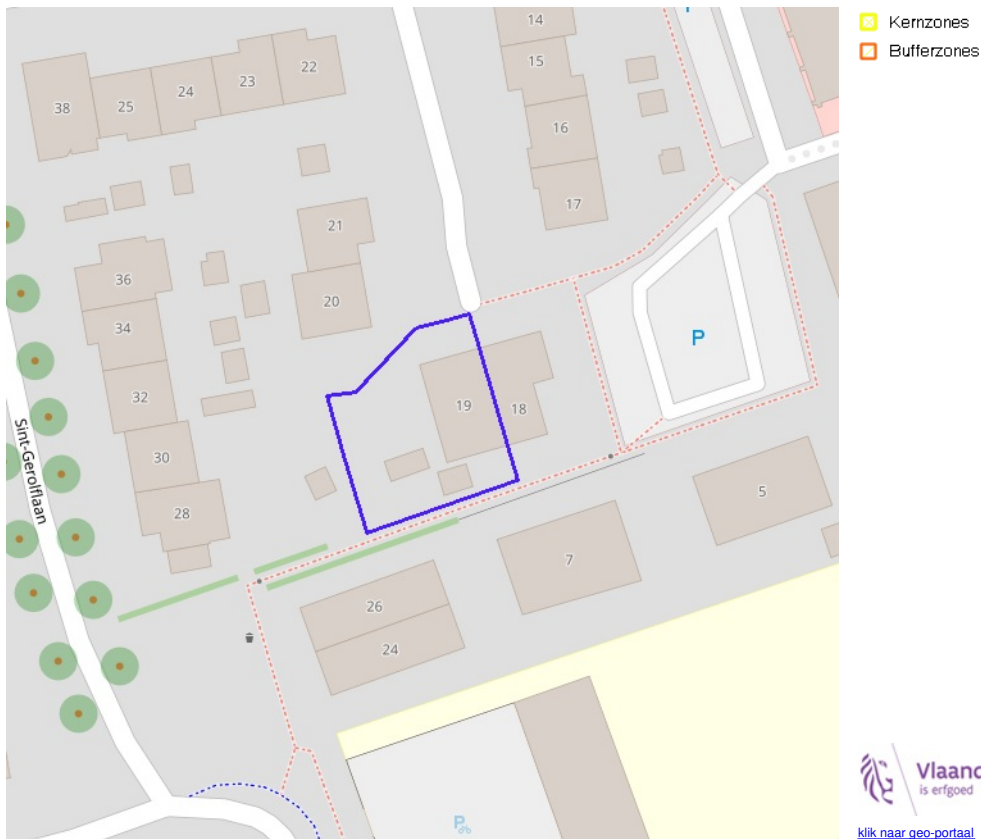 Kernzones
Bufferzones
P
14
15
16
17
22
23
24
25
38
21
20
36
34
32
30
28
19
18
P
5
7
26
24
Sint-Gerolflaan
P
Vlaand
is erfgoed
klik naar geo-portaal